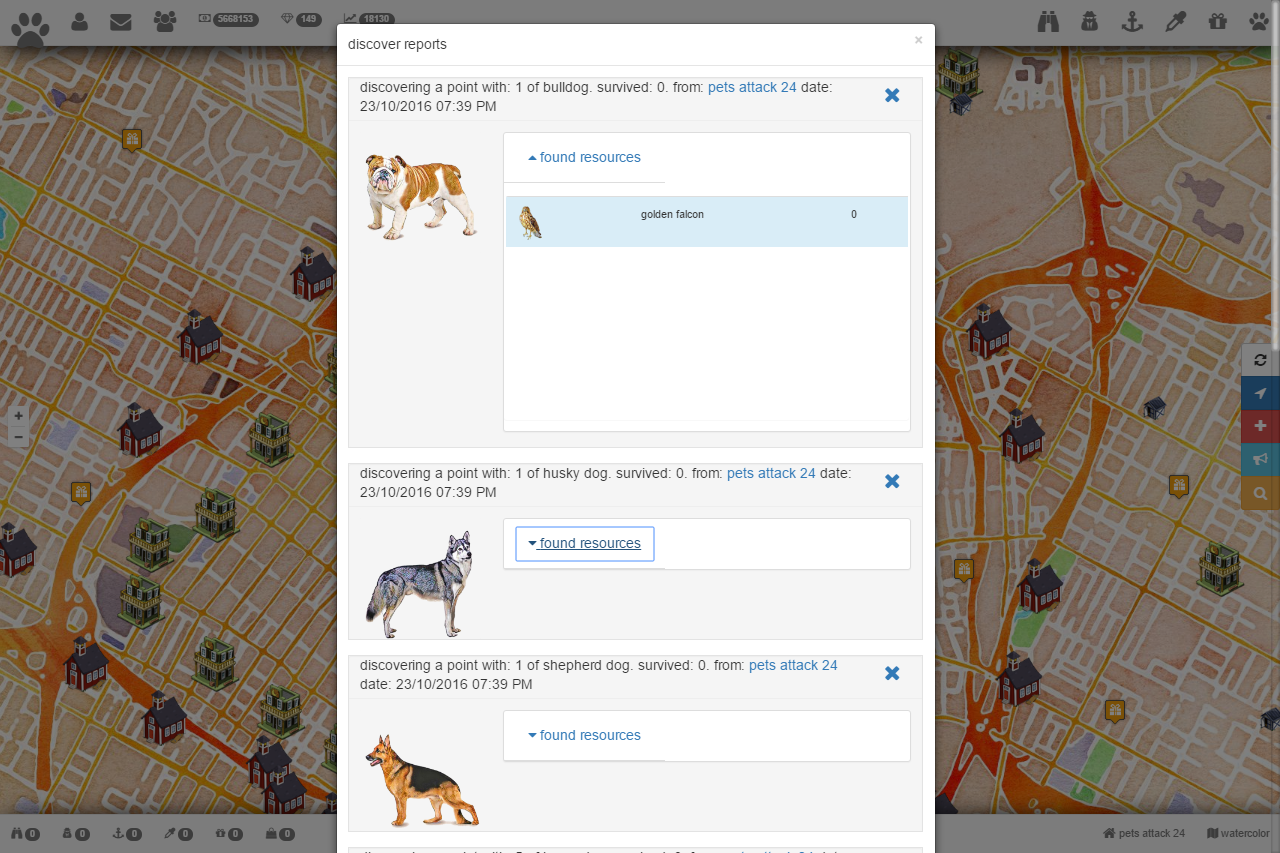 5668153
149
18130
discover reports
×
discovering a point with: 1 of bulldog. survived: 0. from: pets attack 24 date:
23/10/2016 07:39 PM
found resources
golden falcon 0
discovering a point with: 1 of husky dog. survived: 0. from: pets attack 24 date:
23/10/2016 07:39 PM
found resources
discovering a point with: 1 of shepherd dog. survived: 0. from: pets attack 24
date: 23/10/2016 07:39 PM
found resources
+
−
0 0 0 0 0 0
pets attack 24
watercolor